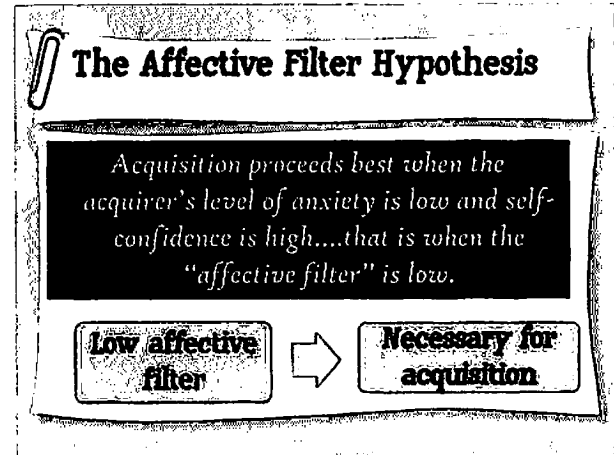 The Affective Filter Hypothesis
Acquisition proceeds best when the
acquirer's level of anxiety is low and self-
confidence is high....that is when the
"affective filter" is low.
Low affective
filter
Necessary for
acquisition